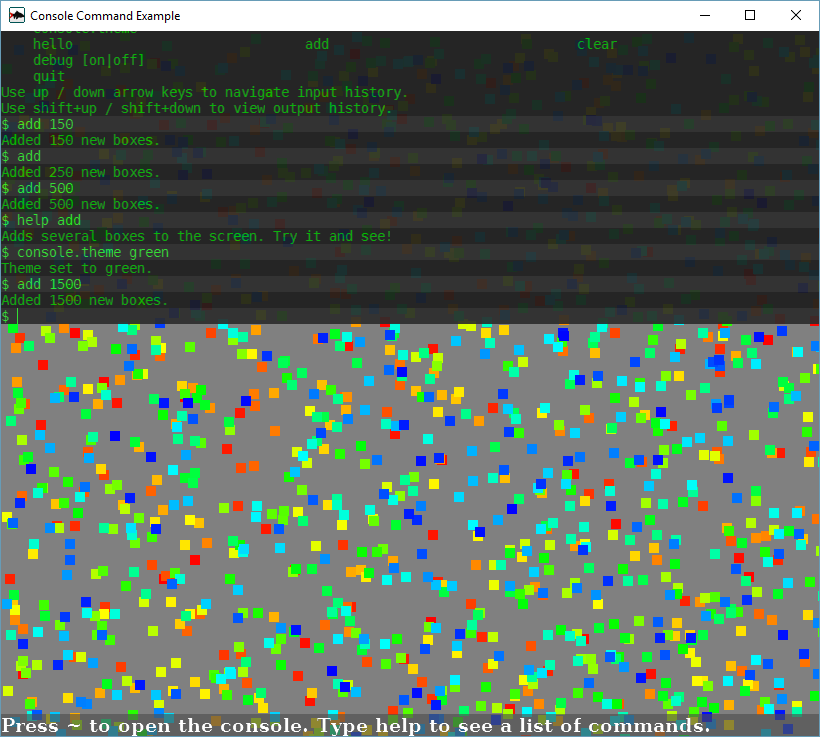 Console Command Example
console.theme
hello add clear
debug [on|off]
quit
Use up / down arrow keys to navigate input history.
Use shift+up / shift+down to view output history.
$ add 150
Added 150 new boxes.
$ add
Added 250 new boxes.
$ add 500
Added 500 new boxes.
$ help add
Adds several boxes to the screen. Try it and see!
$ console.theme green
Theme set to green.
$ add 1500
Added 1500 new boxes.
$
Press ~ to open the console. Type help to see a list of commands.